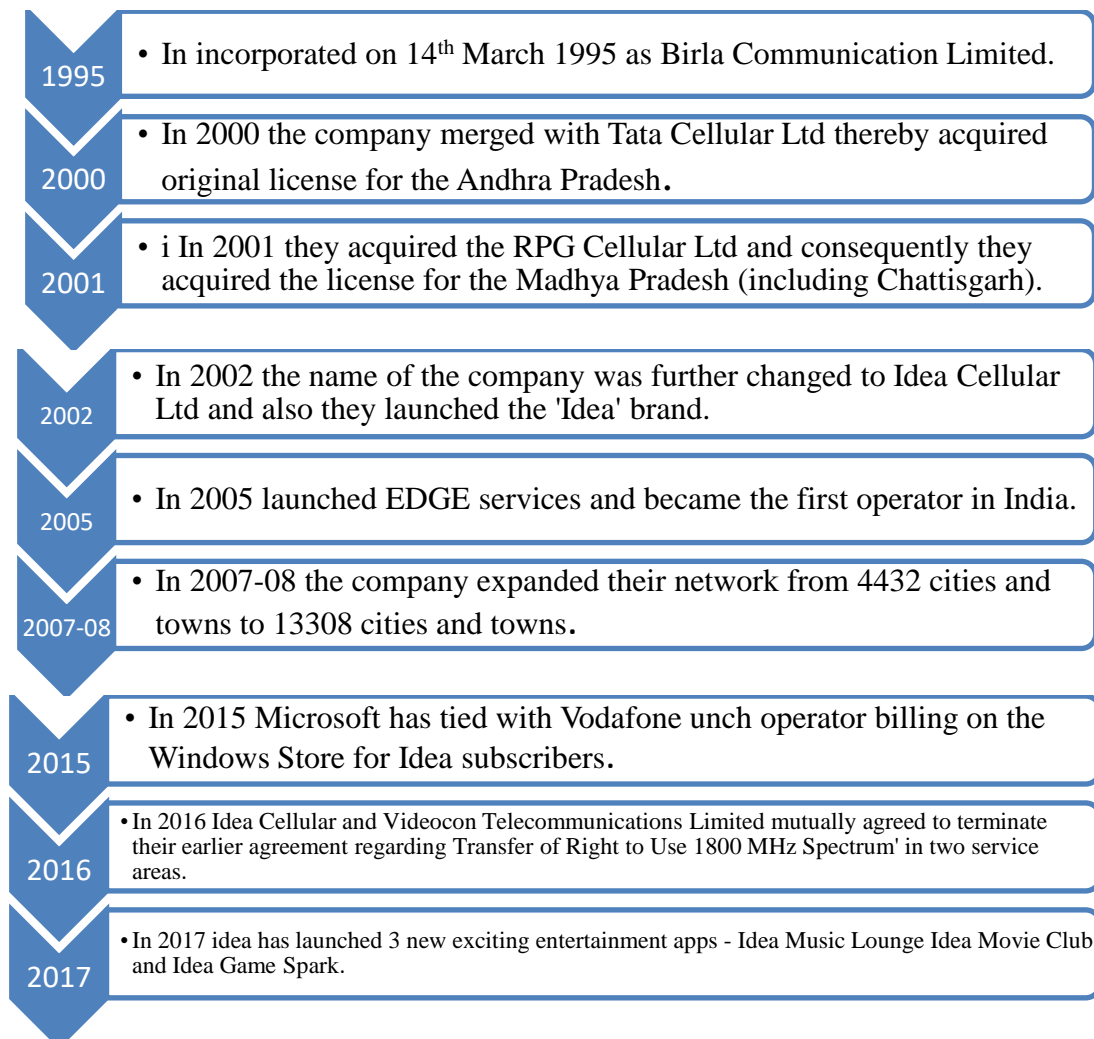 1995
• In incorporated on 14th March 1995 as Birla Communication Limited.
2000
• In 2000 the company merged with Tata Cellular Ltd thereby acquired
original license for the Andhra Pradesh.
2001
• i In 2001 they acquired the RPG Cellular Ltd and consequently they
acquired the license for the Madhya Pradesh (including Chattisgarh).
2002
• In 2002 the name of the company was further changed to Idea Cellular
Ltd and also they launched the 'Idea' brand.
2005
• In 2005 launched EDGE services and became the first operator in India.
2007-08
• In 2007-08 the company expanded their network from 4432 cities and
towns to 13308 cities and towns.
2015
• In 2015 Microsoft has tied with Vodafone unch operator billing on the
Windows Store for Idea subscribers.
2016
• In 2016 Idea Cellular and Videocon Telecommunications Limited mutually agreed to terminate
their earlier agreement regarding Transfer of Right to Use 1800 MHz Spectrum' in two service
areas.
2017
• In 2017 idea has launched 3 new exciting entertainment apps - Idea Music Lounge Idea Movie Club
and Idea Game Spark.